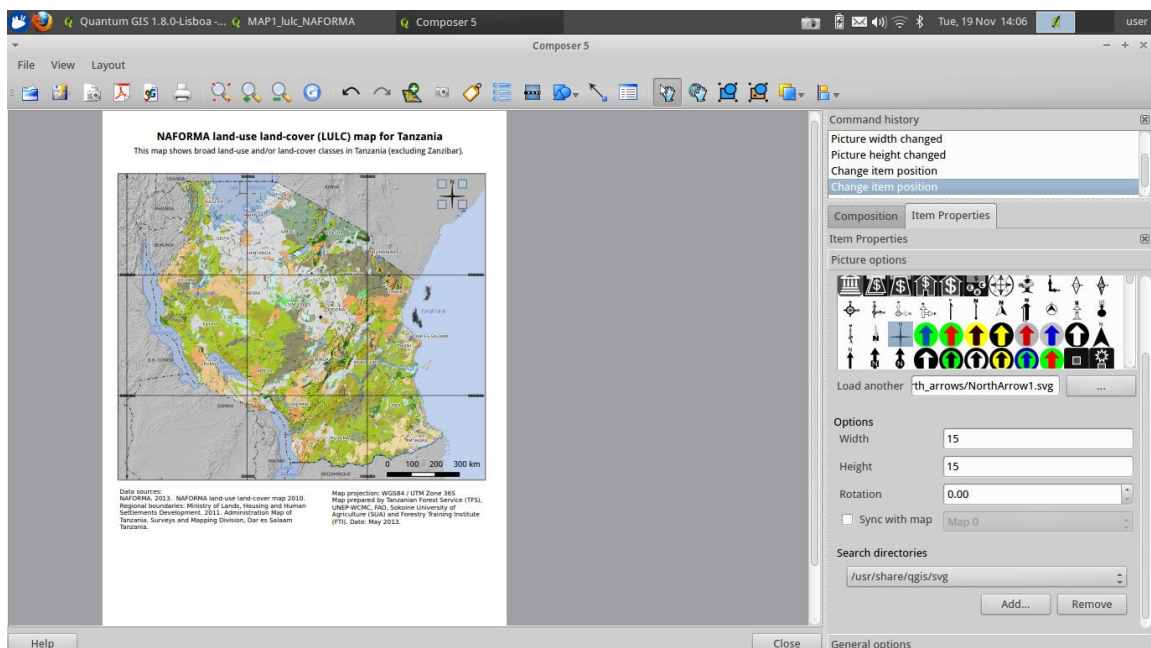 Quantum GIS 1.8.0-Lisboa -...
MAP1_lulc_NAFORMA
Composer 5
Tue, 19 Nov 14:06
user
Composer 5
File View Layout
NAFORMA land-use land-cover (LULC) map for Tanzania
This map shows broad land-use and/or land-cover classes in Tanzania (excluding Zanzibar).
UGANDA
KENYA
N
Indian
ZAMBIA
MOZAMBIQUE
0 100 200 300 km
Data sources:
NAFORMA. 2013. NAFORMA land-use land-cover map 2010.
Regional boundaries: Ministry of Lands, Housing and Human
Settlements Development. 2011. Administration Map of
Tanzania. Surveys and Mapping Division, Dar es Salaam
Tanzania.
Map projection: WGS84 / UTM Zone 36S
Map prepared by Tanzanian Forest Service (TFS),
UNEP-WCMC, FAO, Sokoine University of
Agriculture (SUA) and Forestry Training Institute
(FTI). Date: May 2013.
Help
Close
Command history
Picture width changed
Picture height changed
Change item position
Change item position
Composition
Item Properties
Item Properties
Picture options
Load another
th_arrows/NorthArrow1.svg
...
Options
Width 15
Height 15
Rotation 0.00
Sync with map Map 0
Search directories
/usr/share/qgis/svg
Add... Remove
General options